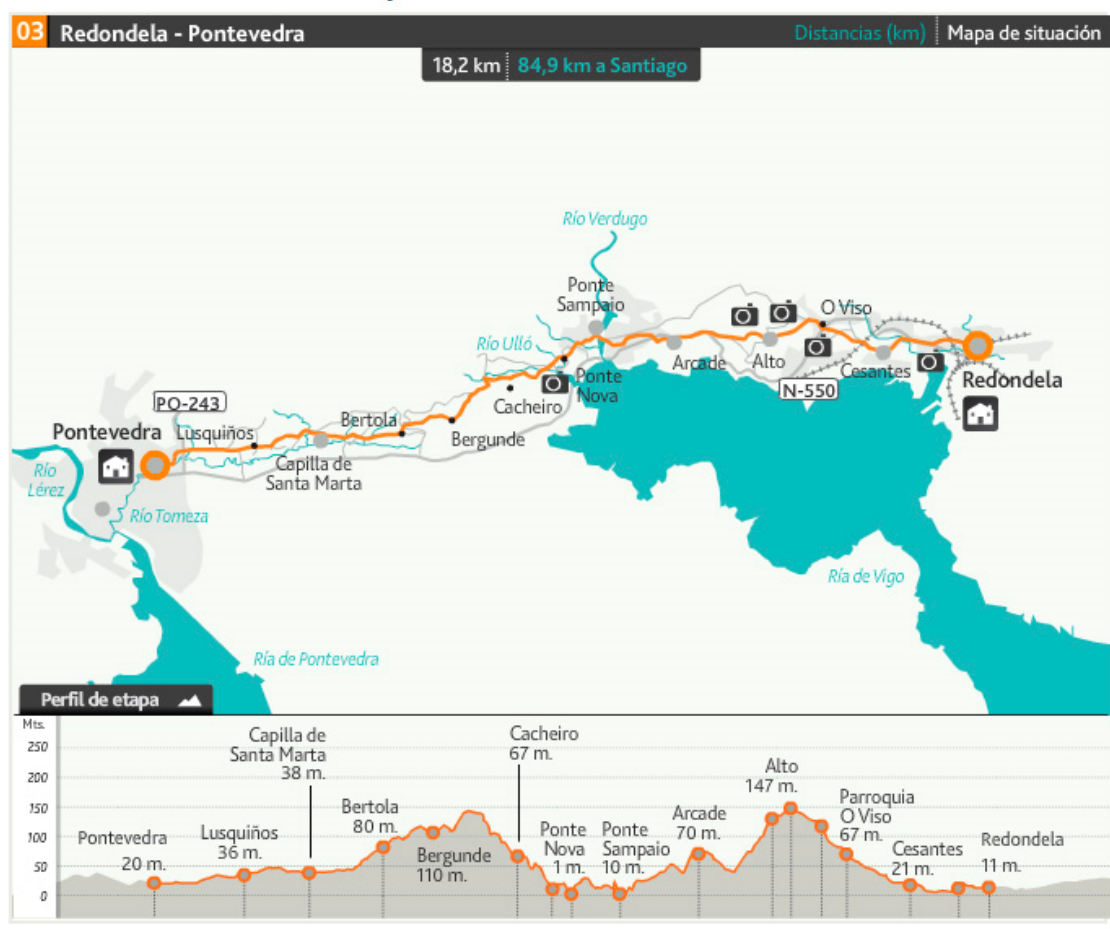 03 Redondela - Pontevedra
Distancias (km) Mapa de situación
18,2 km 84,9 km a Santiago
Río Verdugo
Ponte
Sampaio
O Viso
Río Ulló
Arcade
Alto
Cesantes
Redondela
Ponte
Nova
N-550
Cacheiro
PO-243
Bertola
Bergunde
Pontevedra
Lusquiños
Capilla de
Santa Marta
Río
Lérez
Río Tomeza
Ría de Vigo
Ría de Pontevedra
Perfil de etapa
Mts.
250
200
150
100
50
0
Pontevedra
20 m.
Lusquiños
36 m.
Capilla de
Santa Marta
38 m.
Bertola
80 m.
Bergunde
110 m.
Cacheiro
67 m.
Ponte
Nova
1 m.
Ponte
Sampaio
10 m.
Arcade
70 m.
Alto
147 m.
Parroquia
O Viso
67 m.
Cesantes
21 m.
Redondela
11 m.